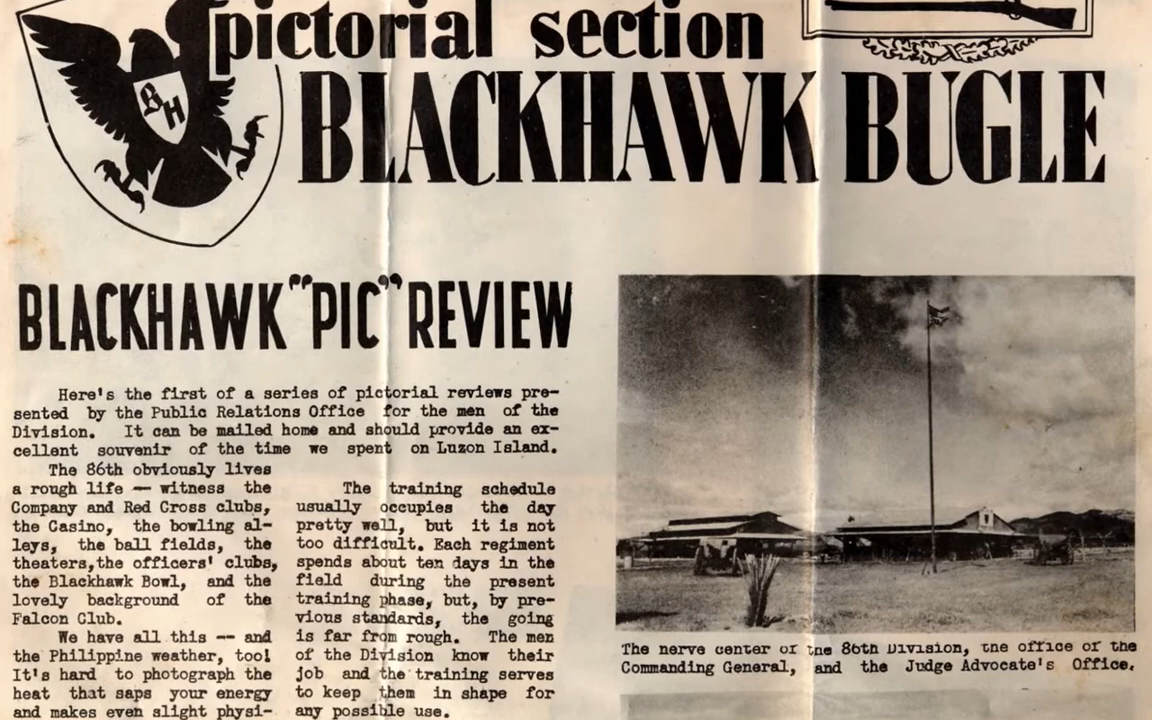 pictorial section
BLACKHAWK BUGLE
BH
BLACKHAWK "PIC" REVIEW
Here's the first of a series of pictorial reviews pre-
sented by the Public Relations Office for the men of the
Division. It can be mailed home and should provide an ex-
cellent souvenir of the time we spent on Luzon Island.
The 86th obviously lives
a rough life — witness the
Company and Red Cross clubs,
the Casino, the bowling al-
leys, the ball fields, the
theaters,the officers' clubs,
the Blackhawk Bowl, and the
lovely background of the
Falcon Club.
We have all this -- and
the Philippine weather, too!
It's hard to photograph the
heat that saps your energy
and makes even slight physi-
The training schedule
usually occupies the day
pretty well, but it is not
too difficult. Each regiment
spends about ten days in the
field during the present
training phase, but, by pre-
vious standards, the going
is far from rough. The men
of the Division know their
job and the training serves
to keep them in shape for
any possible use.
The nerve center of the 86th Division, the office of the
Commanding General, and the Judge Advocate's Office.